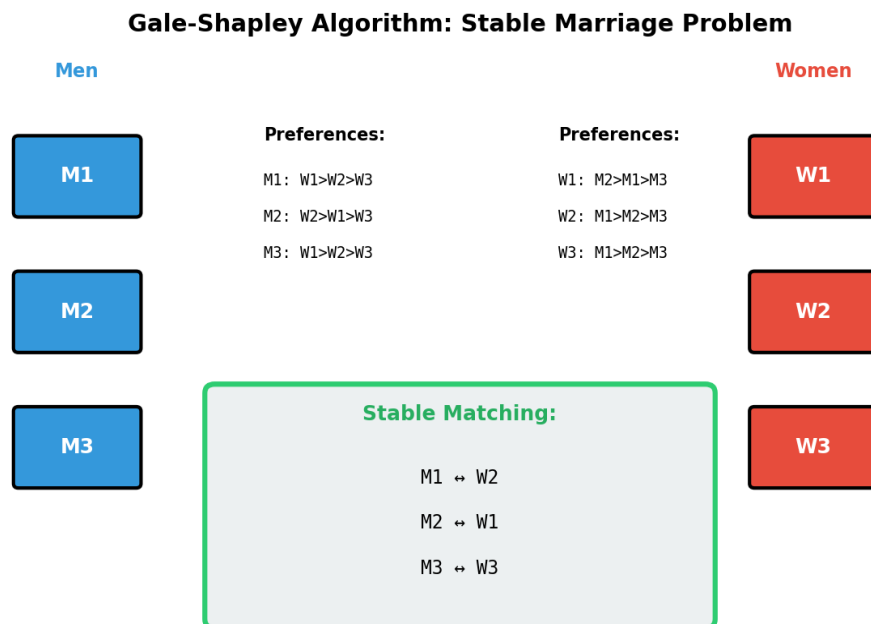 Gale-Shapley Algorithm: Stable Marriage Problem
Men
Women
Preferences:
M1: W1>W2>W3
M2: W2>W1>W3
M3: W1>W2>W3
Preferences:
W1: M2>M1>M3
W2: M1>M2>M3
W3: M1>M2>M3
M1
M2
M3
W1
W2
W3
Stable Matching:
M1 ↔ W2
M2 ↔ W1
M3 ↔ W3